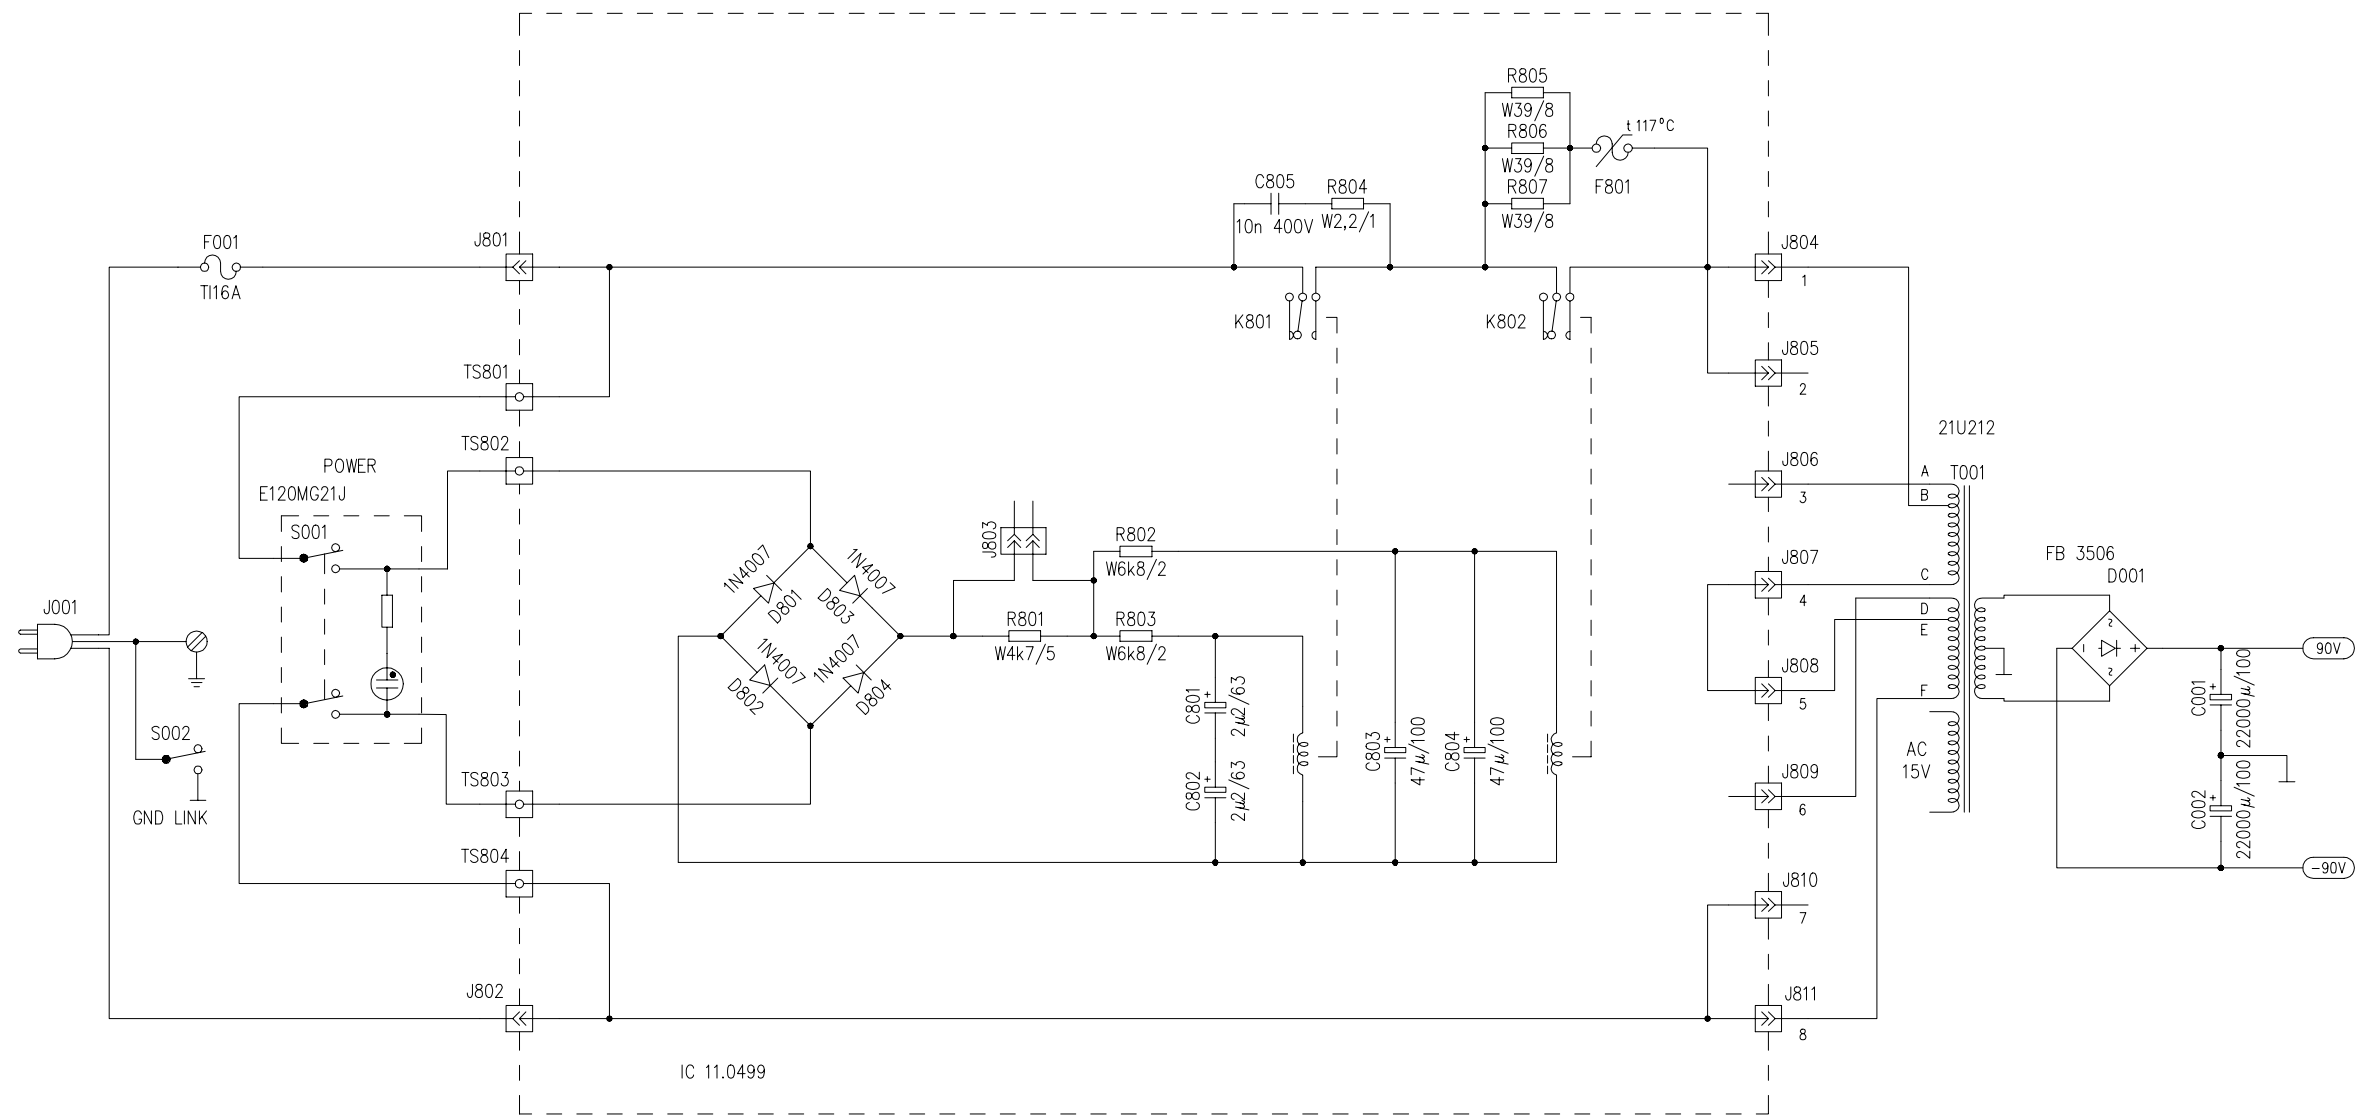 R805
W39/8
R806
W39/8
R807
W39/8
t 117°C
F801
C805
10n 400V
R804
W2,2/1
F001
TI16A
J801
J804
1
K801
K802
J805
2
TS801
TS802
21U212
POWER
E120MG21J
S001
J806
3
A
T001
B
J803
R802
W6k8/2
1N4007
D801
1N4007
D803
1N4007
D802
1N4007
D804
J807
4
C
FB 3506
D001
J001
R801
W4k7/5
R803
W6k8/2
D
E
~
- +
~
90V
J808
5
F
C801
+
2µ2/63
C001
+
22000µ/100
S002
C803
+
47µ/100
C804
+
47µ/100
AC
15V
TS803
C802
+
2µ2/63
J809
6
C002
+
22000µ/100
GND LINK
TS804
-90V
J810
7
J802
J811
8
IC 11.0499